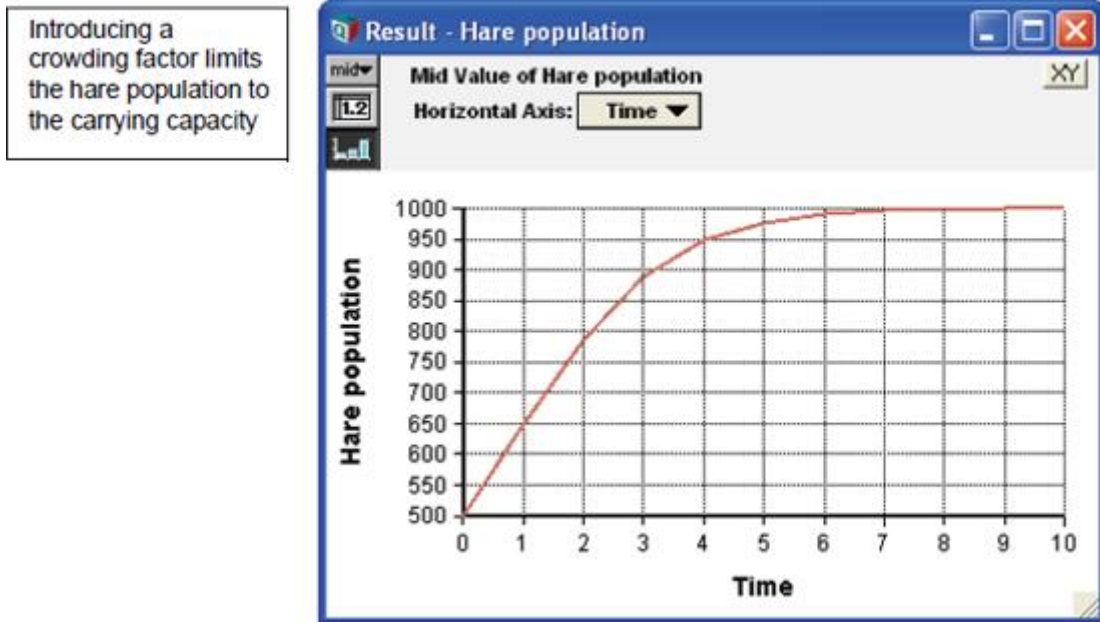 Introducing a
crowding factor limits
the hare population to
the carrying capacity
Result - Hare population
mid
Mid Value of Hare population
XY
1.2
Horizontal Axis: Time
1000
950
900
850
800
750
700
650
600
550
500
Hare population
0 1 2 3 4 5 6 7 8 9 10
Time